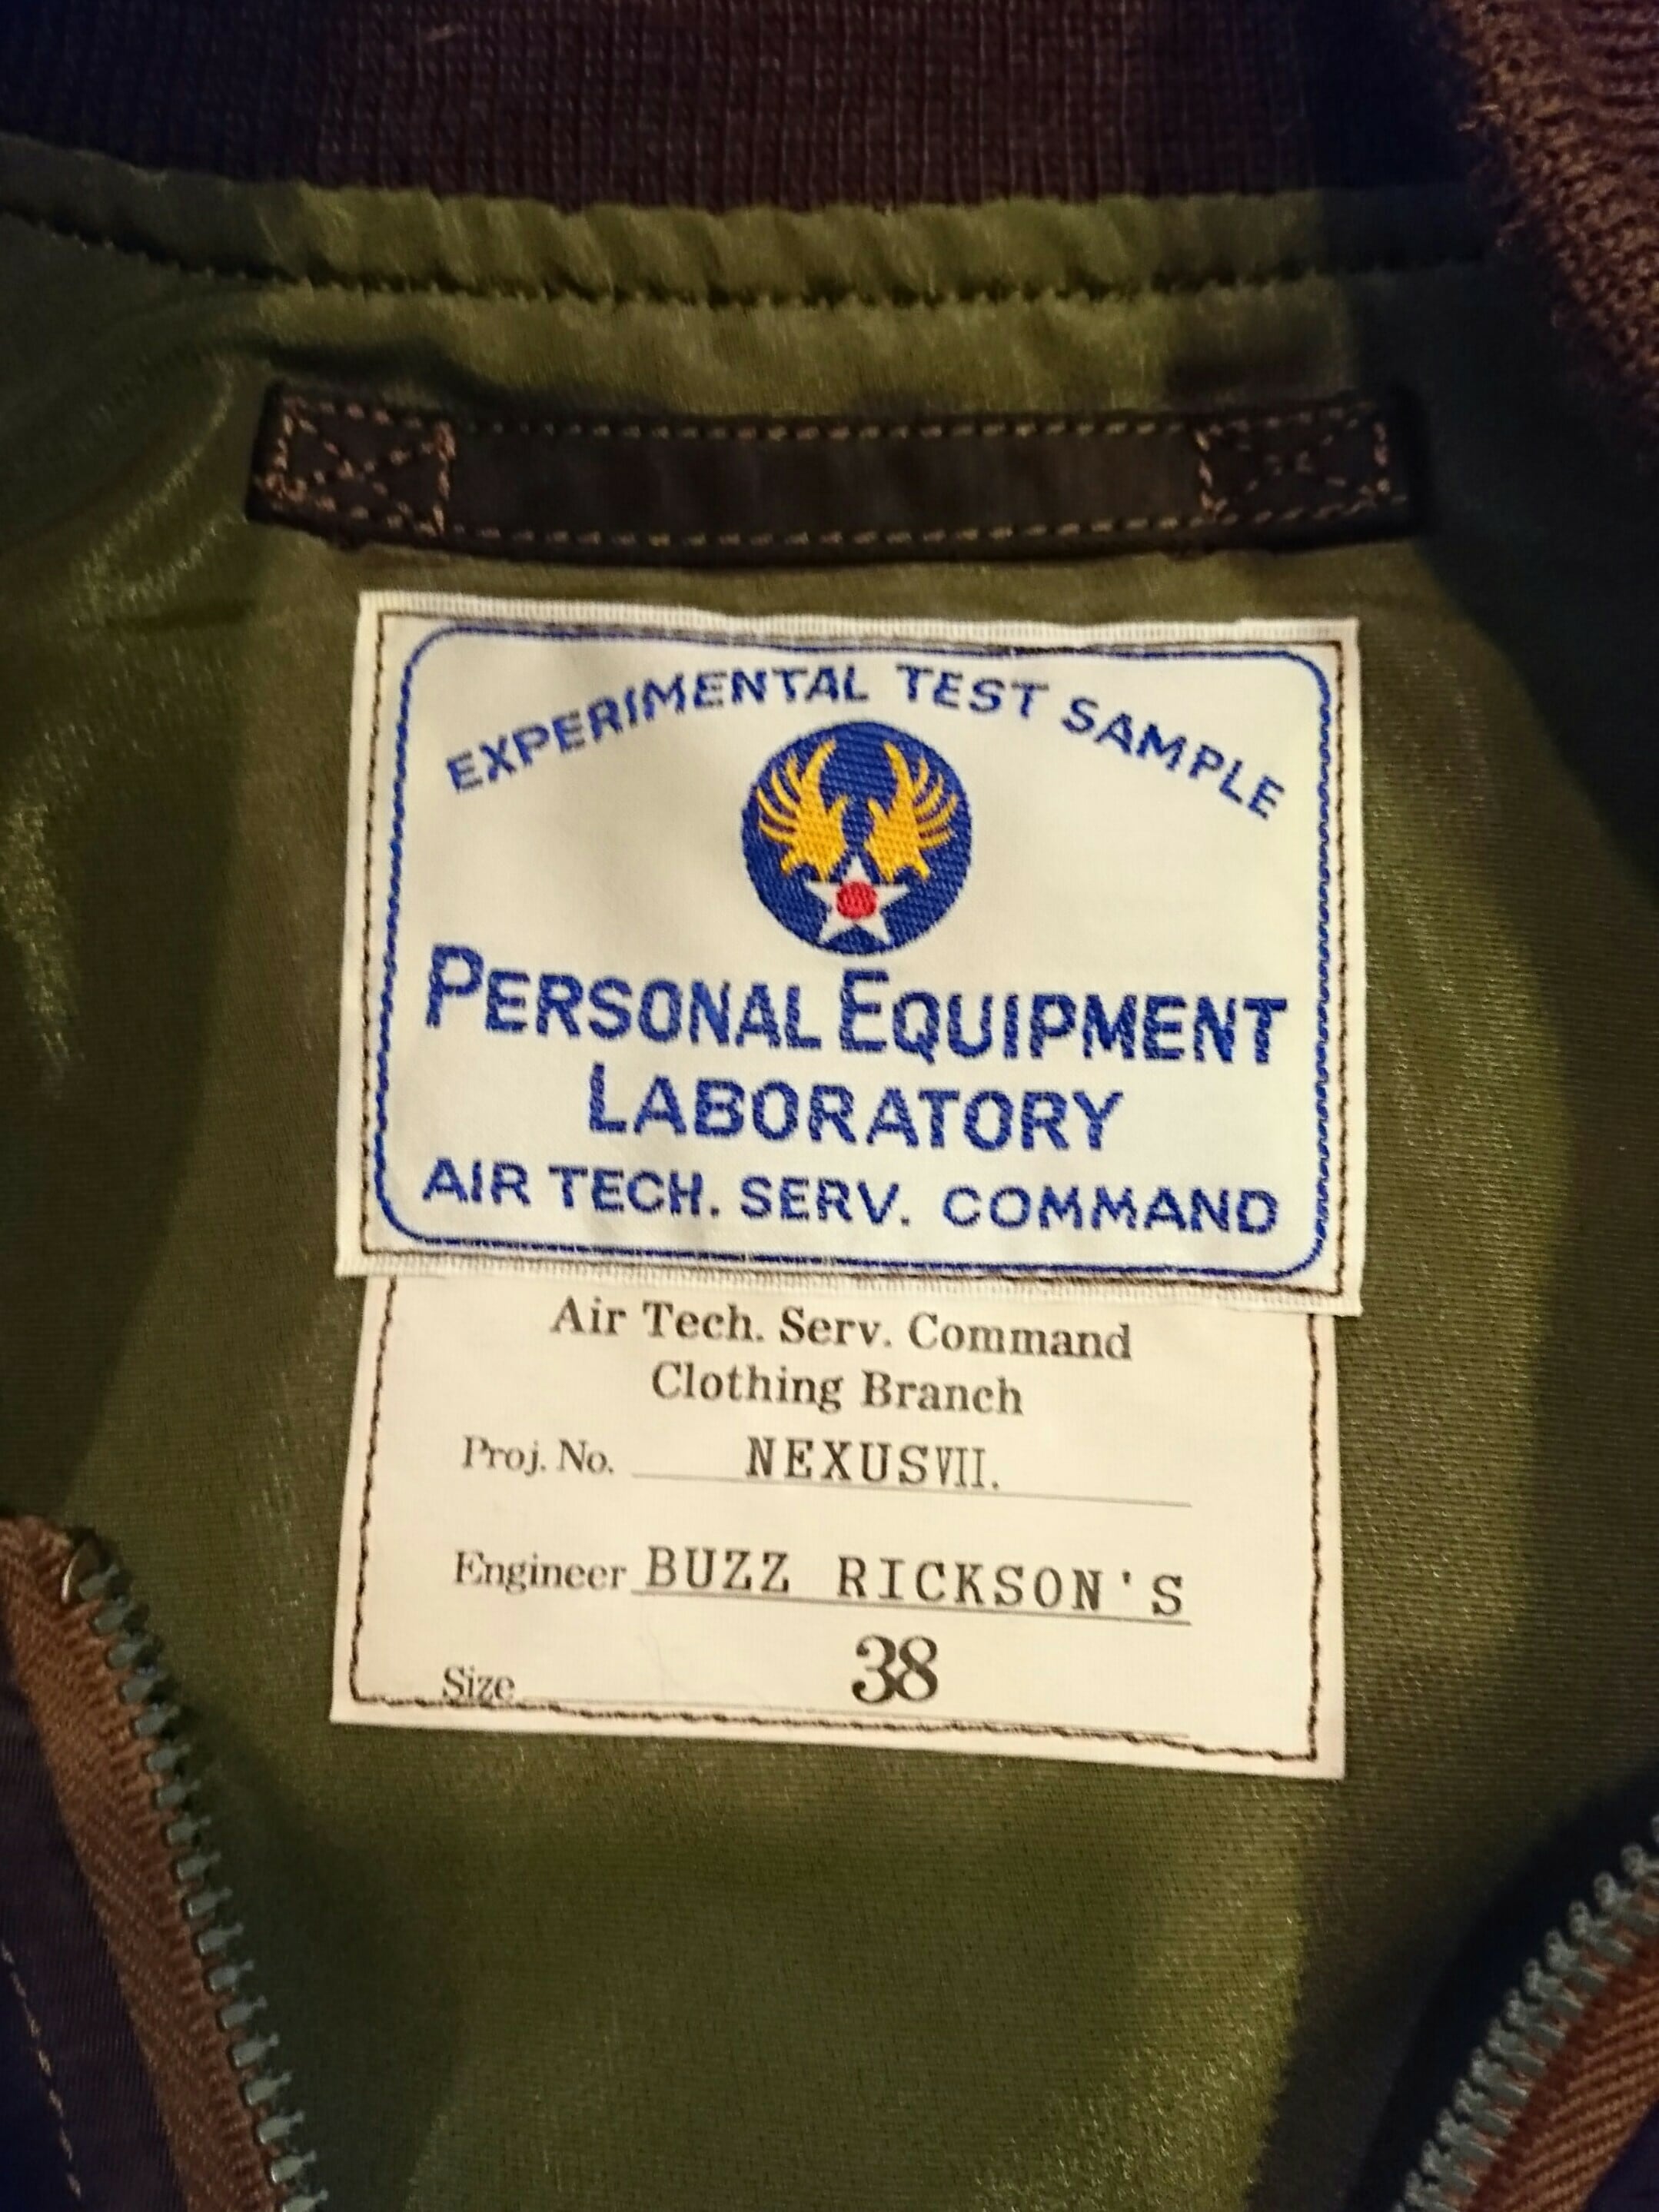 EXPERIMENTAL TEST SAMPLE
PERSONAL EQUIPMENT
LABORATORY
AIR TECH. SERV. COMMAND
Air Tech. Serv. Command
Clothing Branch
Proj. No. NEXUSⅦ.
Engineer BUZZ RICKSON'S
Size 38